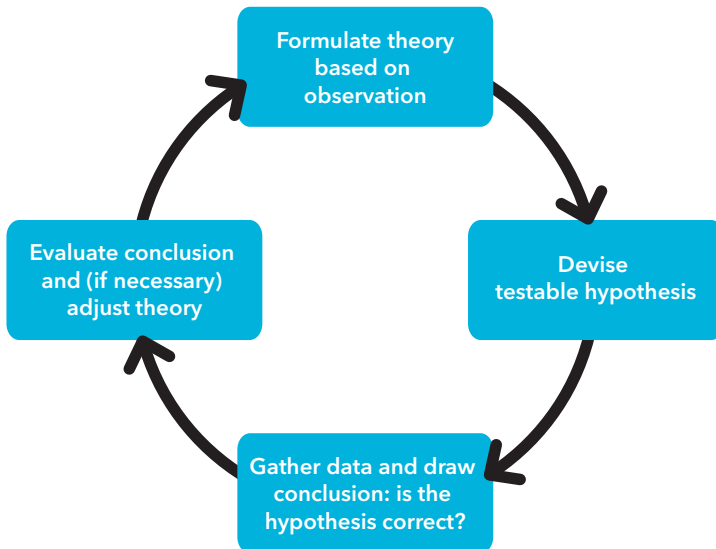 Formulate theory
based on
observation
Devise
testable hypothesis
Gather data and draw
conclusion: is the
hypothesis correct?
Evaluate conclusion
and (if necessary)
adjust theory